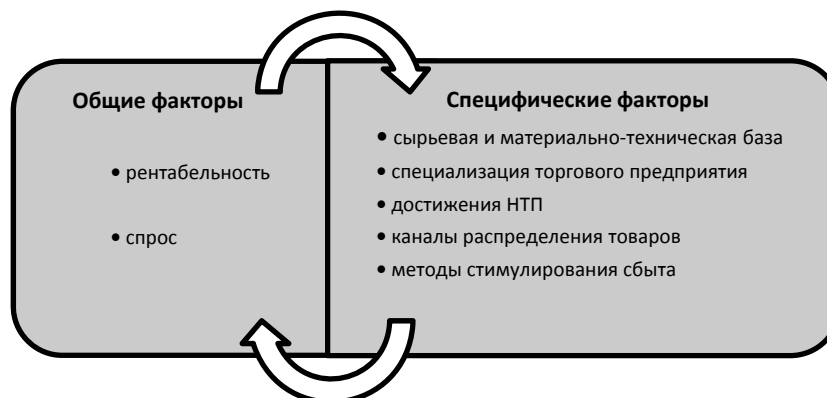 Общие факторы
• рентабельность
• спрос
Специфические факторы
• сырьевая и материально-техническая база
• специализация торгового предприятия
• достижения НТП
• каналы распределения товаров
• методы стимулирования сбыта